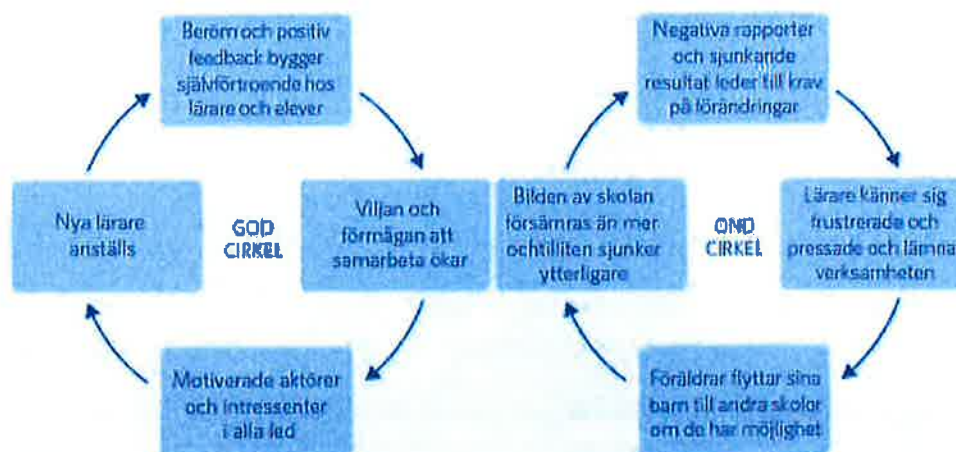 Beröm och positiv
feedback bygger
självförtroende hos
lärare och elever
Nya lärare
anställs
GOD
CIRKEL
Viljan och
förmågan att
samarbeta ökar
Motiverade aktörer
och intressenter
i alla led
Negativa rapporter
och sjunkande
resultat leder till krav
på förändringar
Bilden av skolan
försämras än mer
ochtilliten sjunker
ytterligare
OND
CIRKEL
Lärare känner sig
frustrerade och
pressade och lämnar
verksamheten
Föräldrar flyttar sina
barn till andra skolor
om de har möjlighet